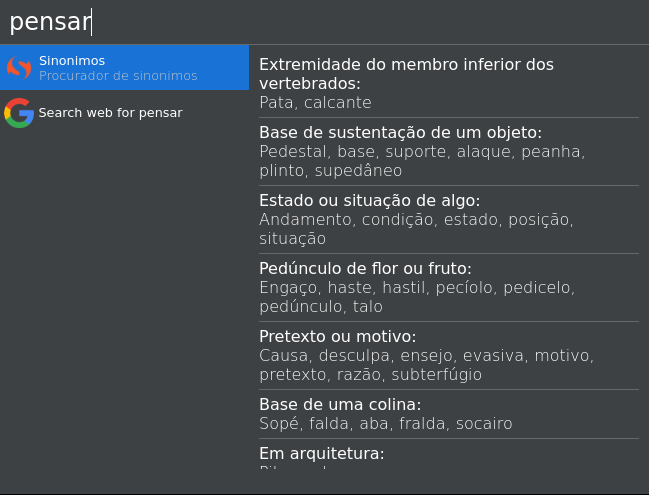 pensar
Sinonimos
Procurador de sinonimos
Search web for pensar
Extremidade do membro inferior dos
vertebrados:
Pata, calcante
Base de sustentação de um objeto:
Pedestal, base, suporte, alaque, peanha,
plinto, supedâneo
Estado ou situação de algo:
Andamento, condição, estado, posição,
situação
Pedúnculo de flor ou fruto:
Engaço, haste, hastil, pecíolo, pedicelo,
pedúnculo, talo
Pretexto ou motivo:
Causa, desculpa, ensejo, evasiva, motivo,
pretexto, razão, subterfúgio
Base de uma colina:
Sopé, falda, aba, fralda, socairo
Em arquitetura: